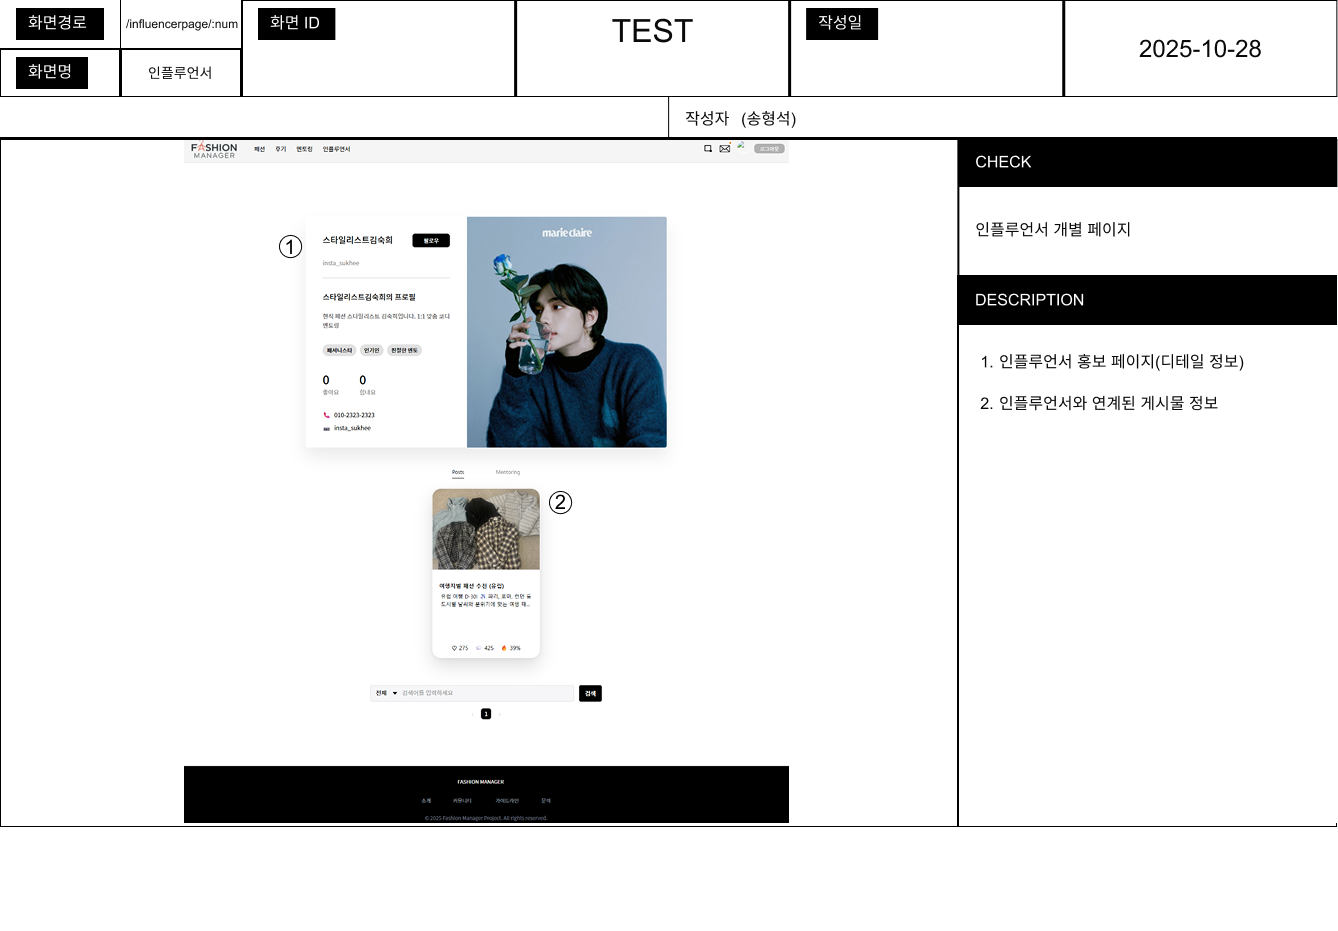 화면경로
/influencerpage/:num
화면 ID
TEST
작성일
2025-10-28
화면명
인플루언서
작성자 (송형석)
FASHION MANAGER
패션
후기
멘토링
인플루언서
로그아웃
CHECK
인플루언서 개별 페이지
DESCRIPTION
1. 인플루언서 홍보 페이지(디테일 정보)
2. 인플루언서와 연계된 게시물 정보
①
스타일리스트김숙희
팔로우
insta_sukhee
스타일리스트김숙희의 프로필
현직 패션 스타일리스트 김숙희입니다. 1:1 맞춤 코디
멘토링
패셔니스타
인기인
친절한 멘토
0
0
좋아요
힘내요
010-2323-2323
insta_sukhee
marie claire
Posts
Mentoring
②
여행지별 패션 추천 (유럽)
유럽 여행 D-30! 파리, 로마, 런던 등
도시별 날씨와 분위기에 맞는 여행 패...
275
425
39%
전체
검색어를 입력하세요
검색
‹ 1 ›
FASHION MANAGER
소개
커뮤니티
가이드라인
문의
© 2025 Fashion Manager Project. All rights reserved.